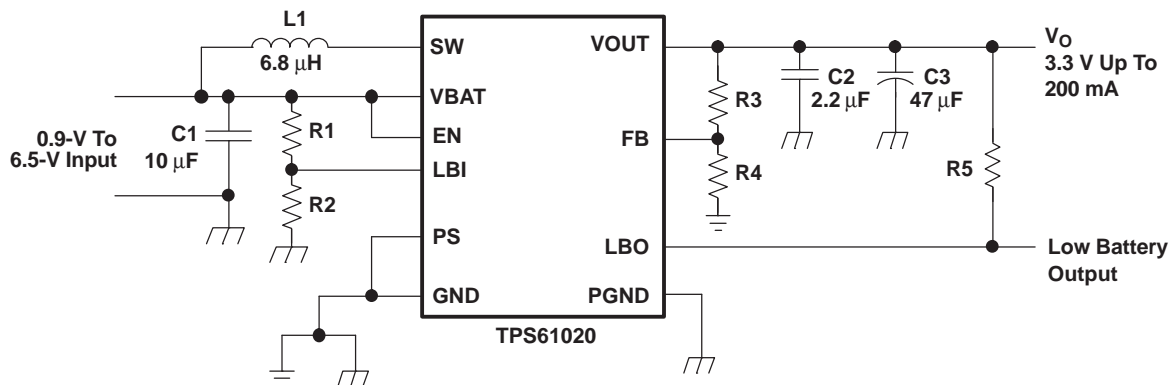 L1
6.8 µH
SW
VBAT
EN
LBI
PS
GND
VOUT
FB
LBO
PGND
TPS61020
0.9-V To
6.5-V Input
C1
10 µF
R1
R2
R3
R4
C2
2.2 µF
C3
47 µF
R5
VO
3.3 V Up To
200 mA
Low Battery
Output